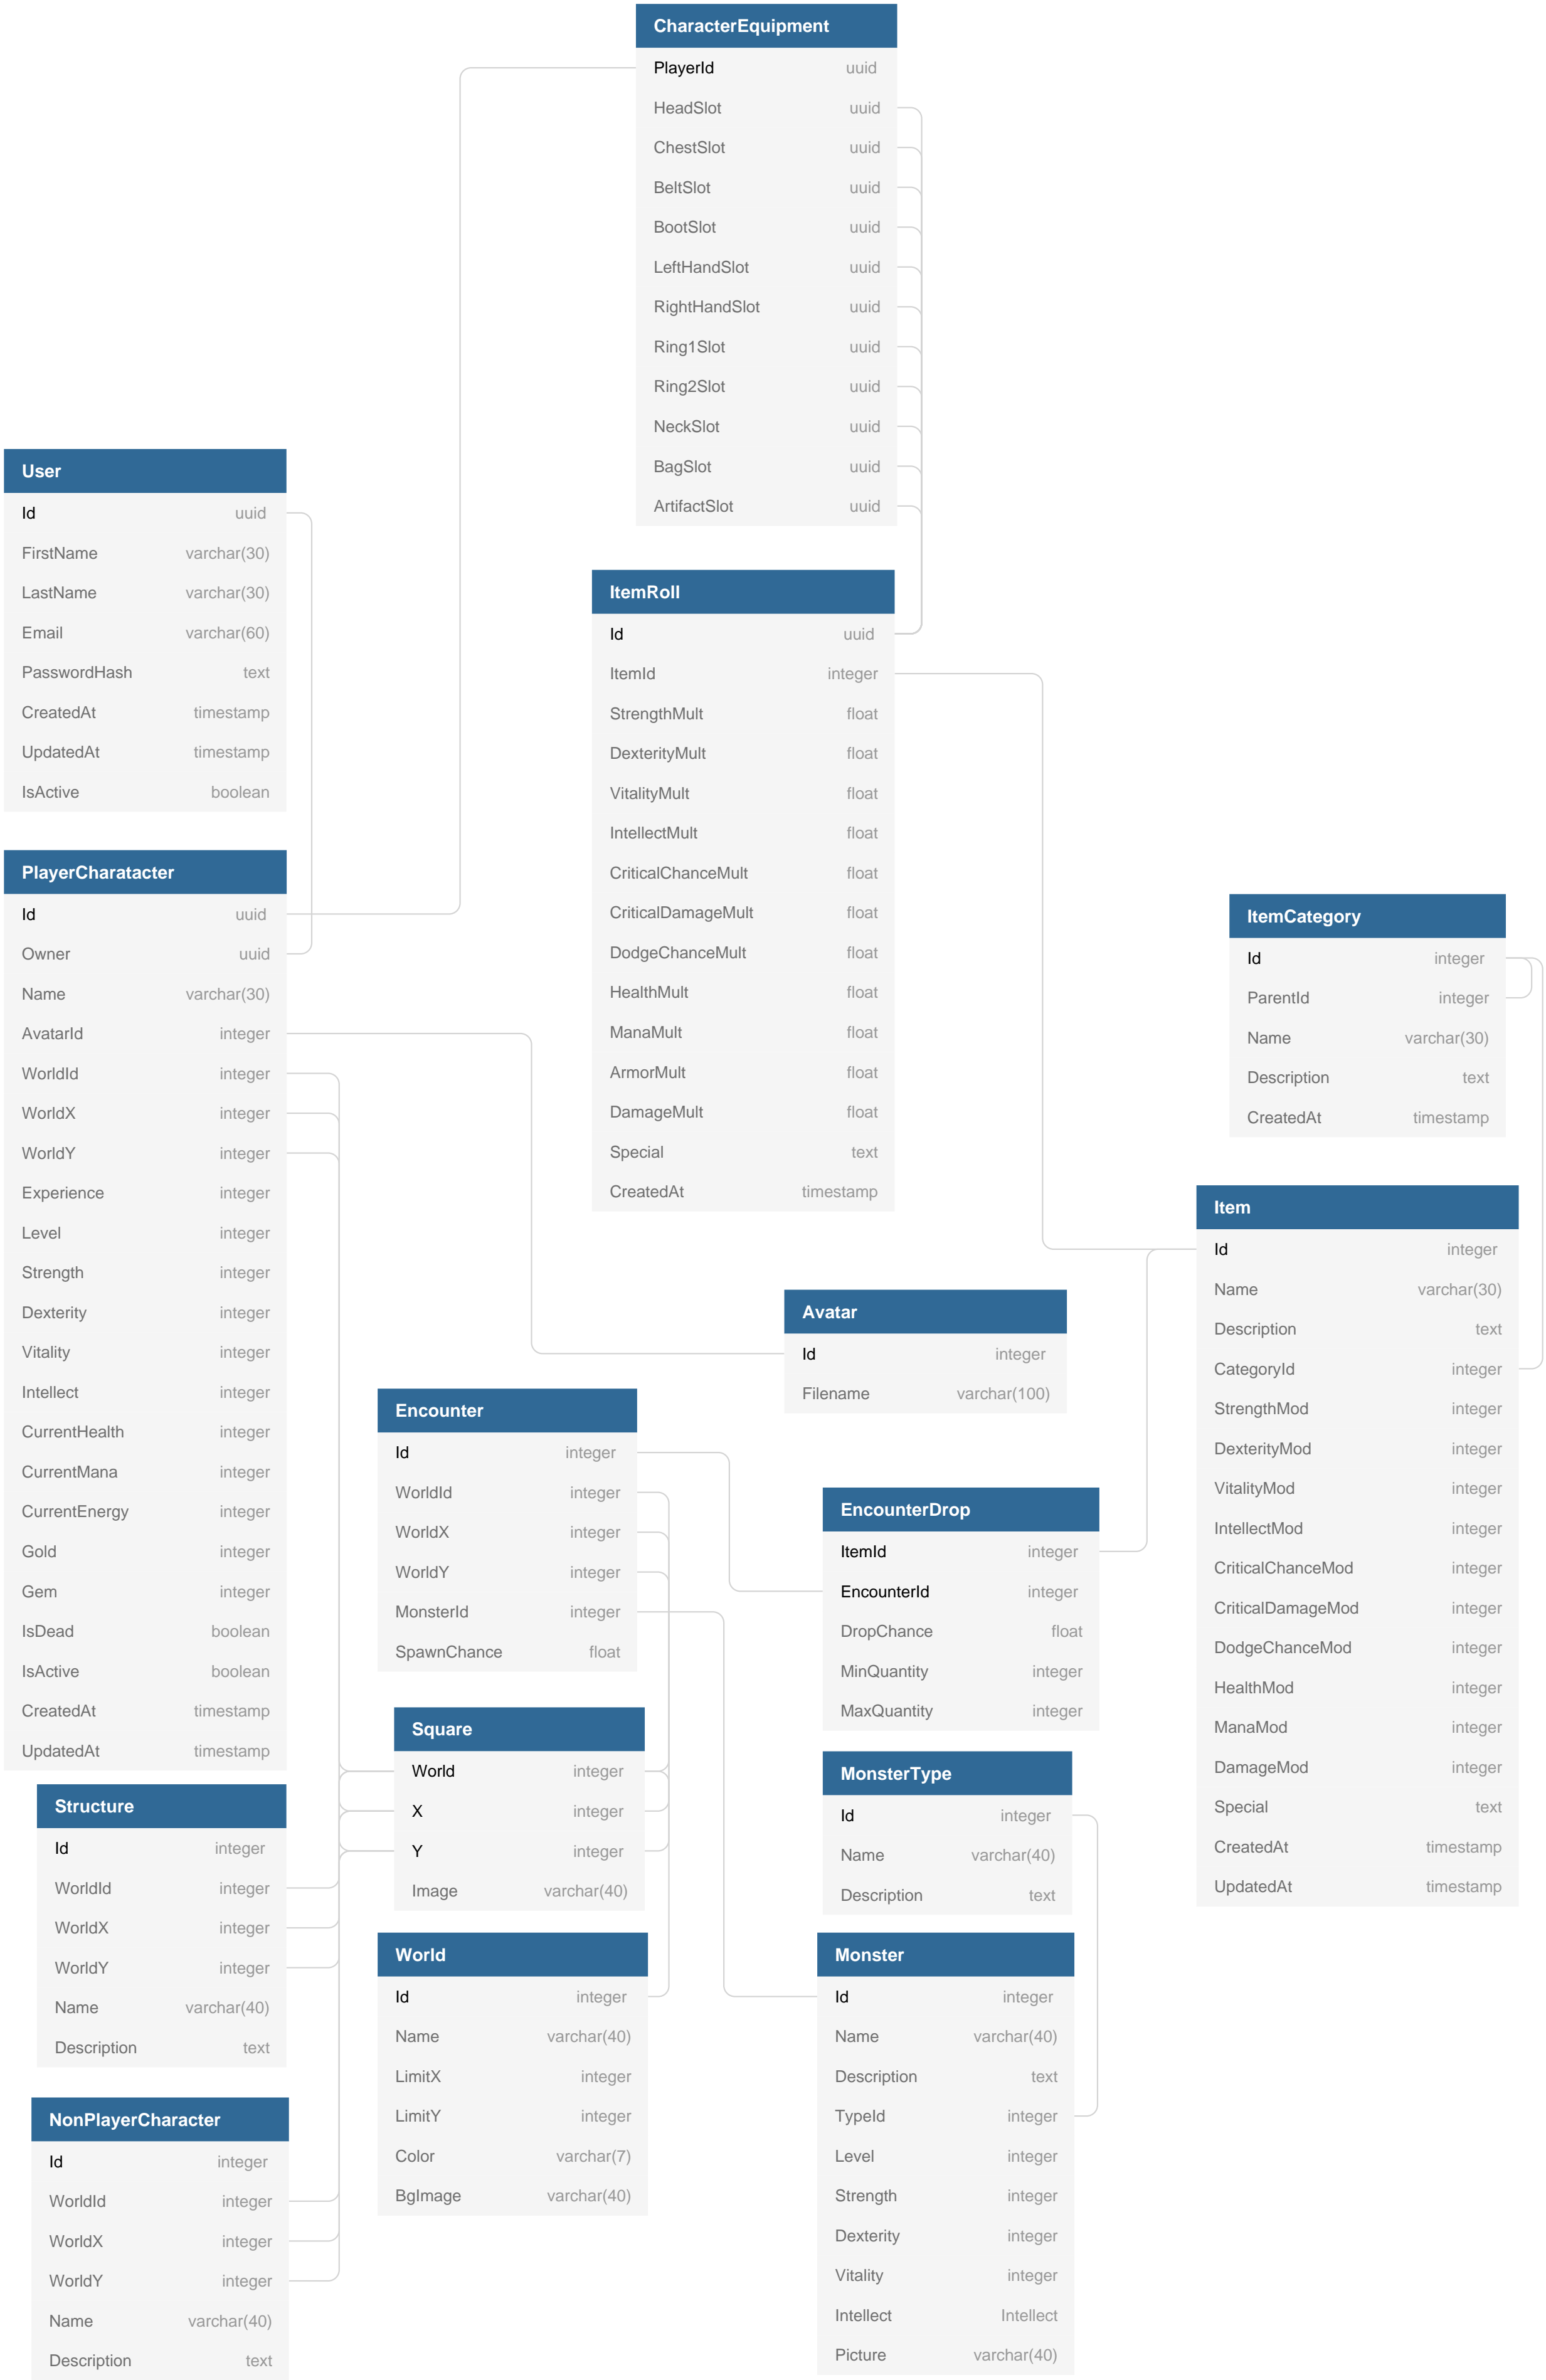 CharacterEquipment
PlayerId uuid
HeadSlot uuid
ChestSlot uuid
BeltSlot uuid
BootSlot uuid
LeftHandSlot uuid
RightHandSlot uuid
Ring1Slot uuid
Ring2Slot uuid
NeckSlot uuid
BagSlot uuid
ArtifactSlot uuid
User
Id uuid
FirstName varchar(30)
LastName varchar(30)
Email varchar(60)
PasswordHash text
CreatedAt timestamp
UpdatedAt timestamp
IsActive boolean
ItemRoll
Id uuid
ItemId integer
StrengthMult float
DexterityMult float
VitalityMult float
IntellectMult float
CriticalChanceMult float
CriticalDamageMult float
DodgeChanceMult float
HealthMult float
ManaMult float
ArmorMult float
DamageMult float
Special text
CreatedAt timestamp
PlayerCharatacter
Id uuid
Owner uuid
Name varchar(30)
AvatarId integer
WorldId integer
WorldX integer
WorldY integer
Experience integer
Level integer
Strength integer
Dexterity integer
Vitality integer
Intellect integer
CurrentHealth integer
CurrentMana integer
CurrentEnergy integer
Gold integer
Gem integer
IsDead boolean
IsActive boolean
CreatedAt timestamp
UpdatedAt timestamp
ItemCategory
Id integer
ParentId integer
Name varchar(30)
Description text
CreatedAt timestamp
Item
Id integer
Name varchar(30)
Description text
CategoryId integer
StrengthMod integer
DexterityMod integer
VitalityMod integer
IntellectMod integer
CriticalChanceMod integer
CriticalDamageMod integer
DodgeChanceMod integer
HealthMod integer
ManaMod integer
DamageMod integer
Special text
CreatedAt timestamp
UpdatedAt timestamp
Avatar
Id integer
Filename varchar(100)
Encounter
Id integer
WorldId integer
WorldX integer
WorldY integer
MonsterId integer
SpawnChance float
EncounterDrop
ItemId integer
EncounterId integer
DropChance float
MinQuantity integer
MaxQuantity integer
Square
World integer
X integer
Y integer
Image varchar(40)
MonsterType
Id integer
Name varchar(40)
Description text
Structure
Id integer
WorldId integer
WorldX integer
WorldY integer
Name varchar(40)
Description text
World
Id integer
Name varchar(40)
LimitX integer
LimitY integer
Color varchar(7)
BgImage varchar(40)
Monster
Id integer
Name varchar(40)
Description text
TypeId integer
Level integer
Strength integer
Dexterity integer
Vitality integer
Intellect Intellect
Picture varchar(40)
NonPlayerCharacter
Id integer
WorldId integer
WorldX integer
WorldY integer
Name varchar(40)
Description text